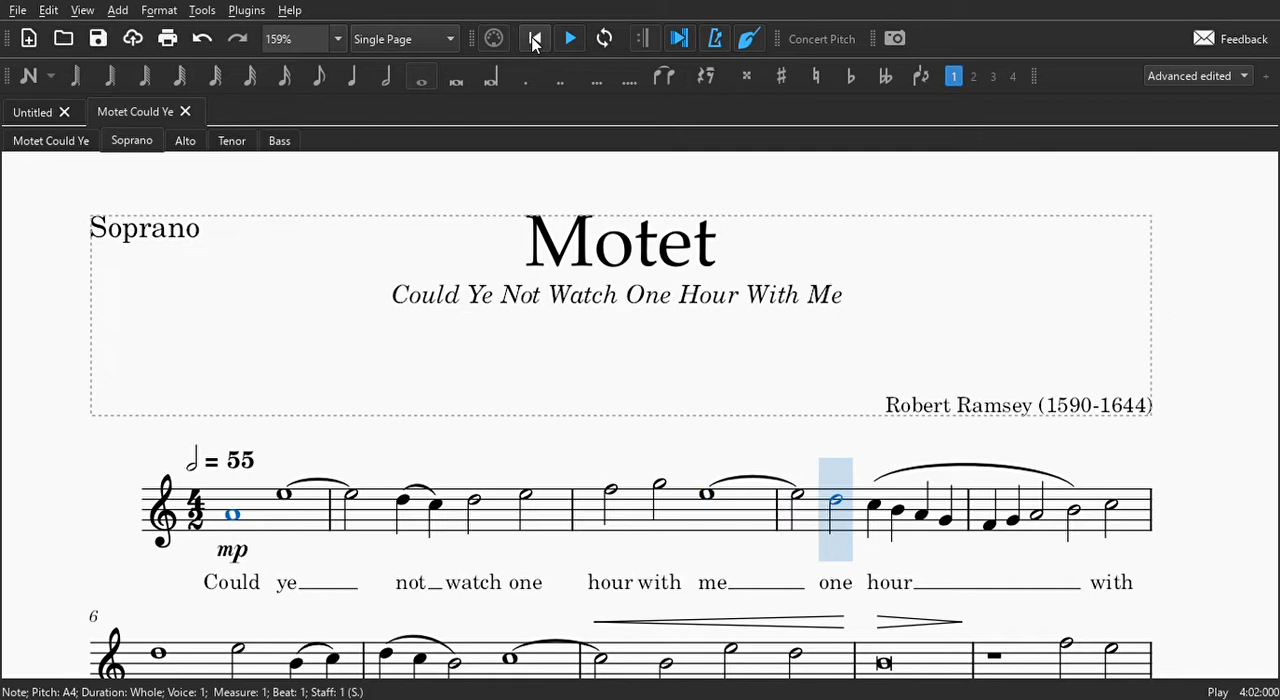 File Edit View Add Format Tools Plugins Help
159% Single Page Concert Pitch Feedback
1 2 3 4 Advanced edited
Untitled Motet Could Ye
Motet Could Ye Soprano Alto Tenor Bass
Soprano
Motet
Could Ye Not Watch One Hour With Me
Robert Ramsey (1590-1644)
= 55
4
2
mp
Could ye not watch one hour with me one hour with
6
Note; Pitch: A4; Duration: Whole; Voice: 1; Measure: 1; Beat: 1; Staff: 1 (S.) Play 4:02:000